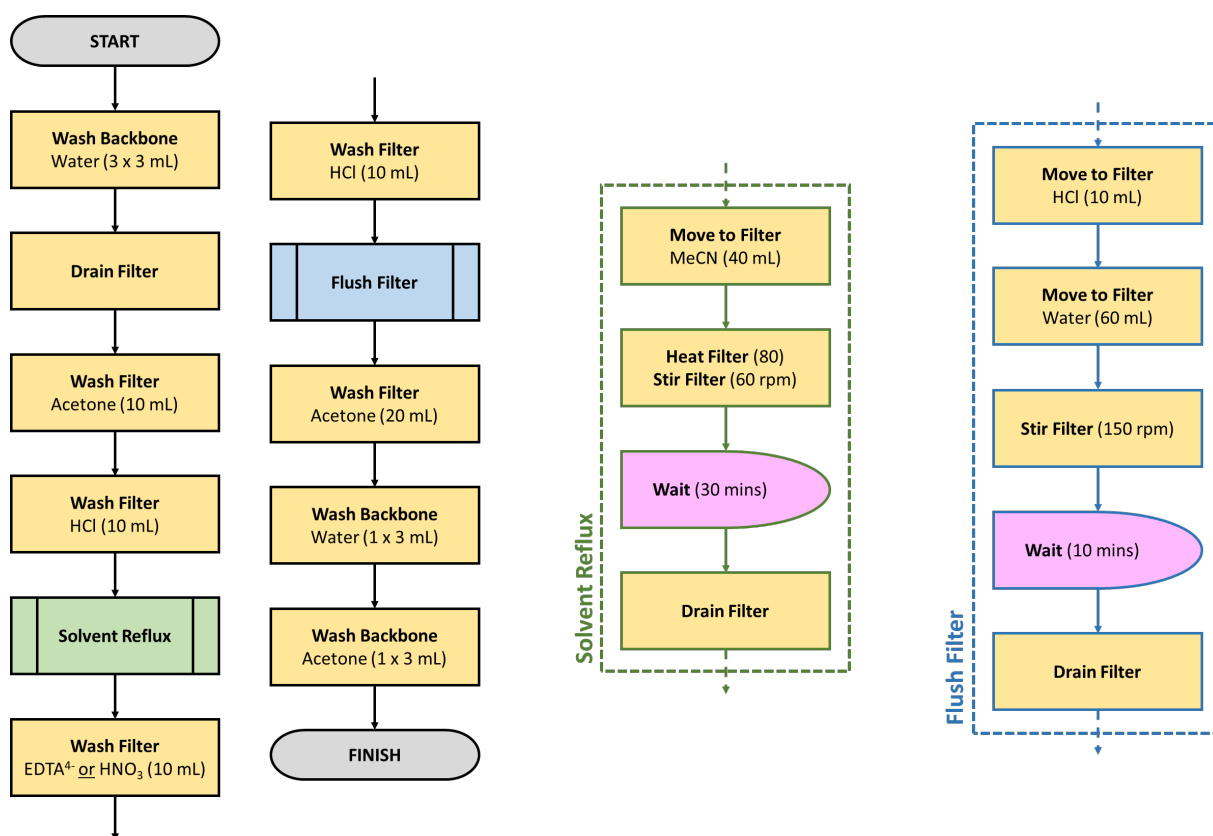 START
Wash Backbone
Water (3 x 3 mL)
Drain Filter
Wash Filter
Acetone (10 mL)
Wash Filter
HCl (10 mL)
Solvent Reflux
Wash Filter
EDTA⁴⁻ or HNO₃ (10 mL)
Wash Filter
HCl (10 mL)
Flush Filter
Wash Filter
Acetone (20 mL)
Wash Backbone
Water (1 x 3 mL)
Wash Backbone
Acetone (1 x 3 mL)
FINISH
Solvent Reflux
Move to Filter
MeCN (40 mL)
Heat Filter (80)
Stir Filter (60 rpm)
Wait (30 mins)
Drain Filter
Flush Filter
Move to Filter
HCl (10 mL)
Move to Filter
Water (60 mL)
Stir Filter (150 rpm)
Wait (10 mins)
Drain Filter